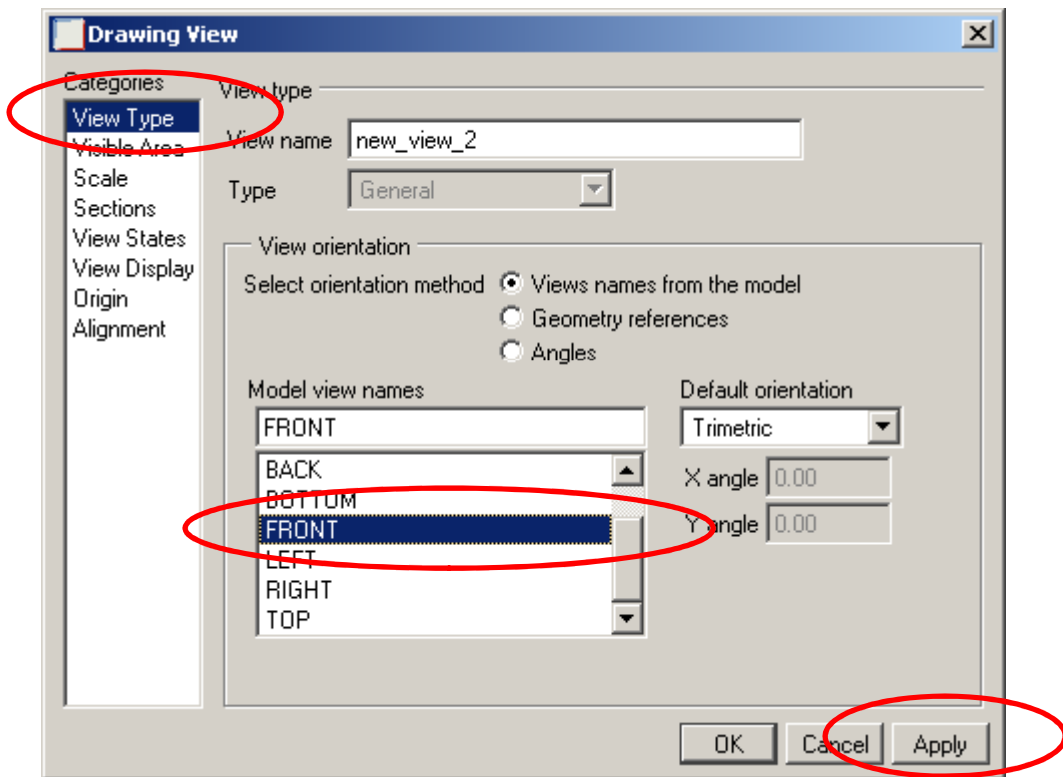 Drawing View
Categories
View Type
Visible Area
Scale
Sections
View States
View Display
Origin
Alignment
View type
View name new_view_2
Type General
View orientation
Select orientation method Views names from the model
Geometry references
Angles
Model view names
FRONT
BACK
BOTTOM
FRONT
LEFT
RIGHT
TOP
Default orientation
Trimetric
X angle 0.00
Y angle 0.00
OK Cancel Apply